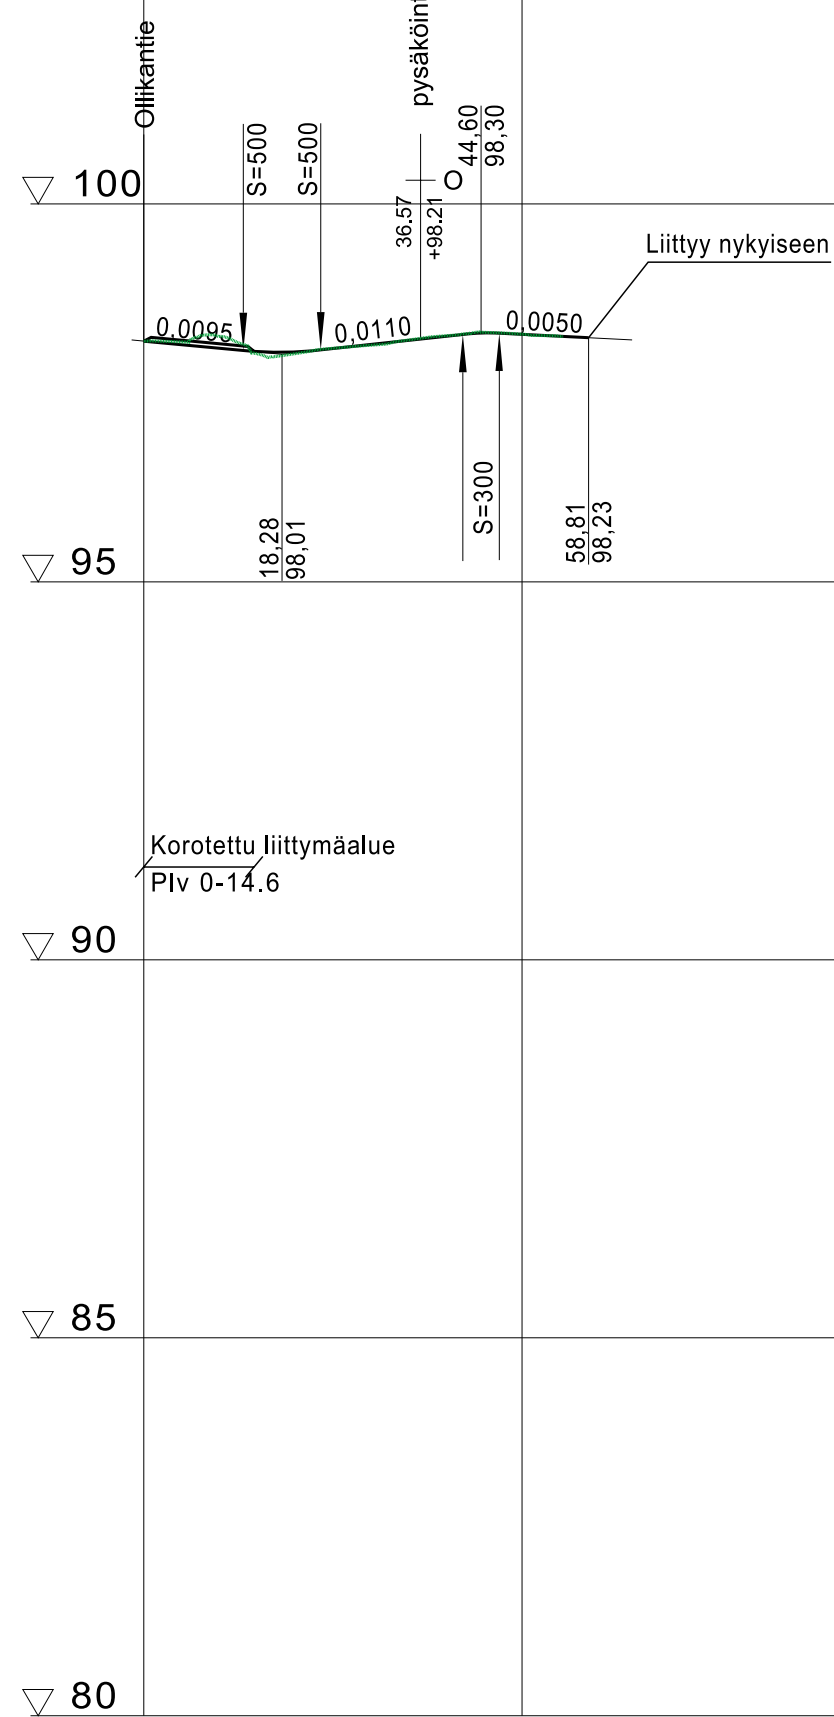 Ollikantie
pysäköint
S=500
S=500
44,60
98,30
100
O
36.57
+98.21
Liittyy nykyiseen
0,0095
0,0110
0,0050
S=300
18,28
98,01
58,81
98,23
95
Korotettu liittymäalue
Plv 0-14.6
90
85
80